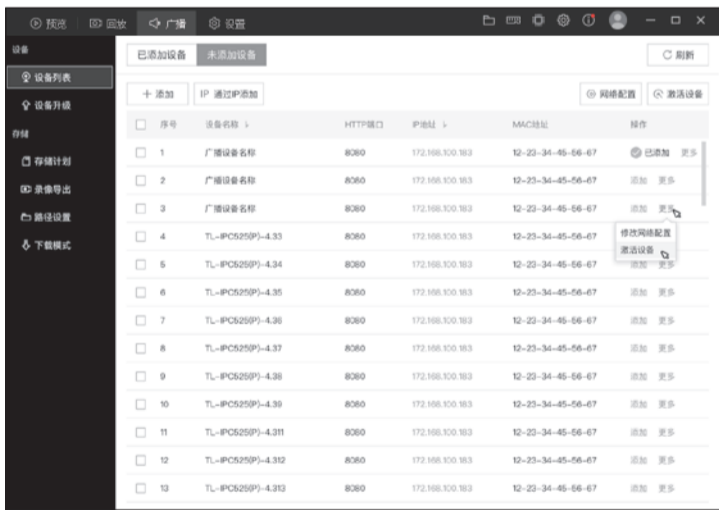 预览 回放 广播 设置
设备
设备列表
设备升级
存储
存储计划
录像导出
路径设置
下载模式
已添加设备 未添加设备 刷新
+ 添加 IP 通过IP添加 网络配置 激活设备
序号 设备名称 HTTP端口 IP地址 MAC地址 操作
1 广播设备名称 8080 172.168.100.183 12-23-34-45-56-67 已添加 更多
2 广播设备名称 8080 172.168.100.183 12-23-34-45-56-67 添加 更多
3 广播设备名称 8080 172.168.100.183 12-23-34-45-56-67 添加 更多
修改网络配置
激活设备
4 TL-IPC525(P)-4.33 8080 172.168.100.183 12-23-34-45-56-67
5 TL-IPC525(P)-4.34 8080 172.168.100.183 12-23-34-45-56-67 添加 更多
6 TL-IPC525(P)-4.35 8080 172.168.100.183 12-23-34-45-56-67 添加 更多
7 TL-IPC525(P)-4.36 8080 172.168.100.183 12-23-34-45-56-67 添加 更多
8 TL-IPC525(P)-4.37 8080 172.168.100.183 12-23-34-45-56-67 添加 更多
9 TL-IPC525(P)-4.38 8080 172.168.100.183 12-23-34-45-56-67 添加 更多
10 TL-IPC525(P)-4.39 8080 172.168.100.183 12-23-34-45-56-67 添加 更多
11 TL-IPC525(P)-4.311 8080 172.168.100.183 12-23-34-45-56-67 添加 更多
12 TL-IPC525(P)-4.312 8080 172.168.100.183 12-23-34-45-56-67 添加 更多
13 TL-IPC525(P)-4.313 8080 172.168.100.183 12-23-34-45-56-67 添加 更多